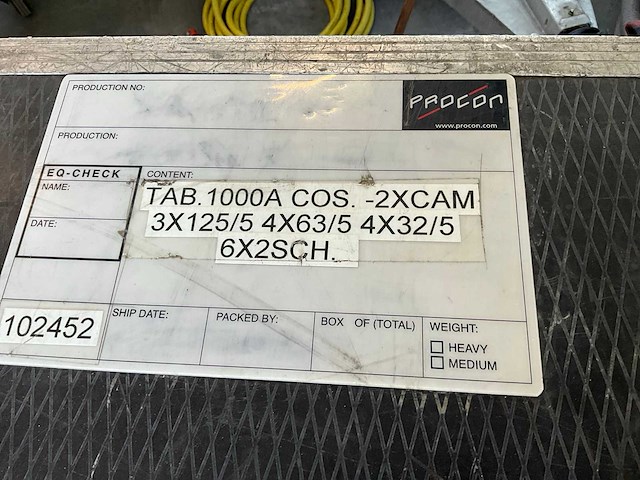 PRODUCTION NO:
PROCON
www.procon.com
PRODUCTION:
EQ-CHECK
NAME:
DATE:
CONTENT:
TAB.1000A COS. -2XCAM
3X125/5 4X63/5 4X32/5
6X2SCH.
102452
SHIP DATE:
PACKED BY:
BOX OF (TOTAL)
WEIGHT:
HEAVY
MEDIUM